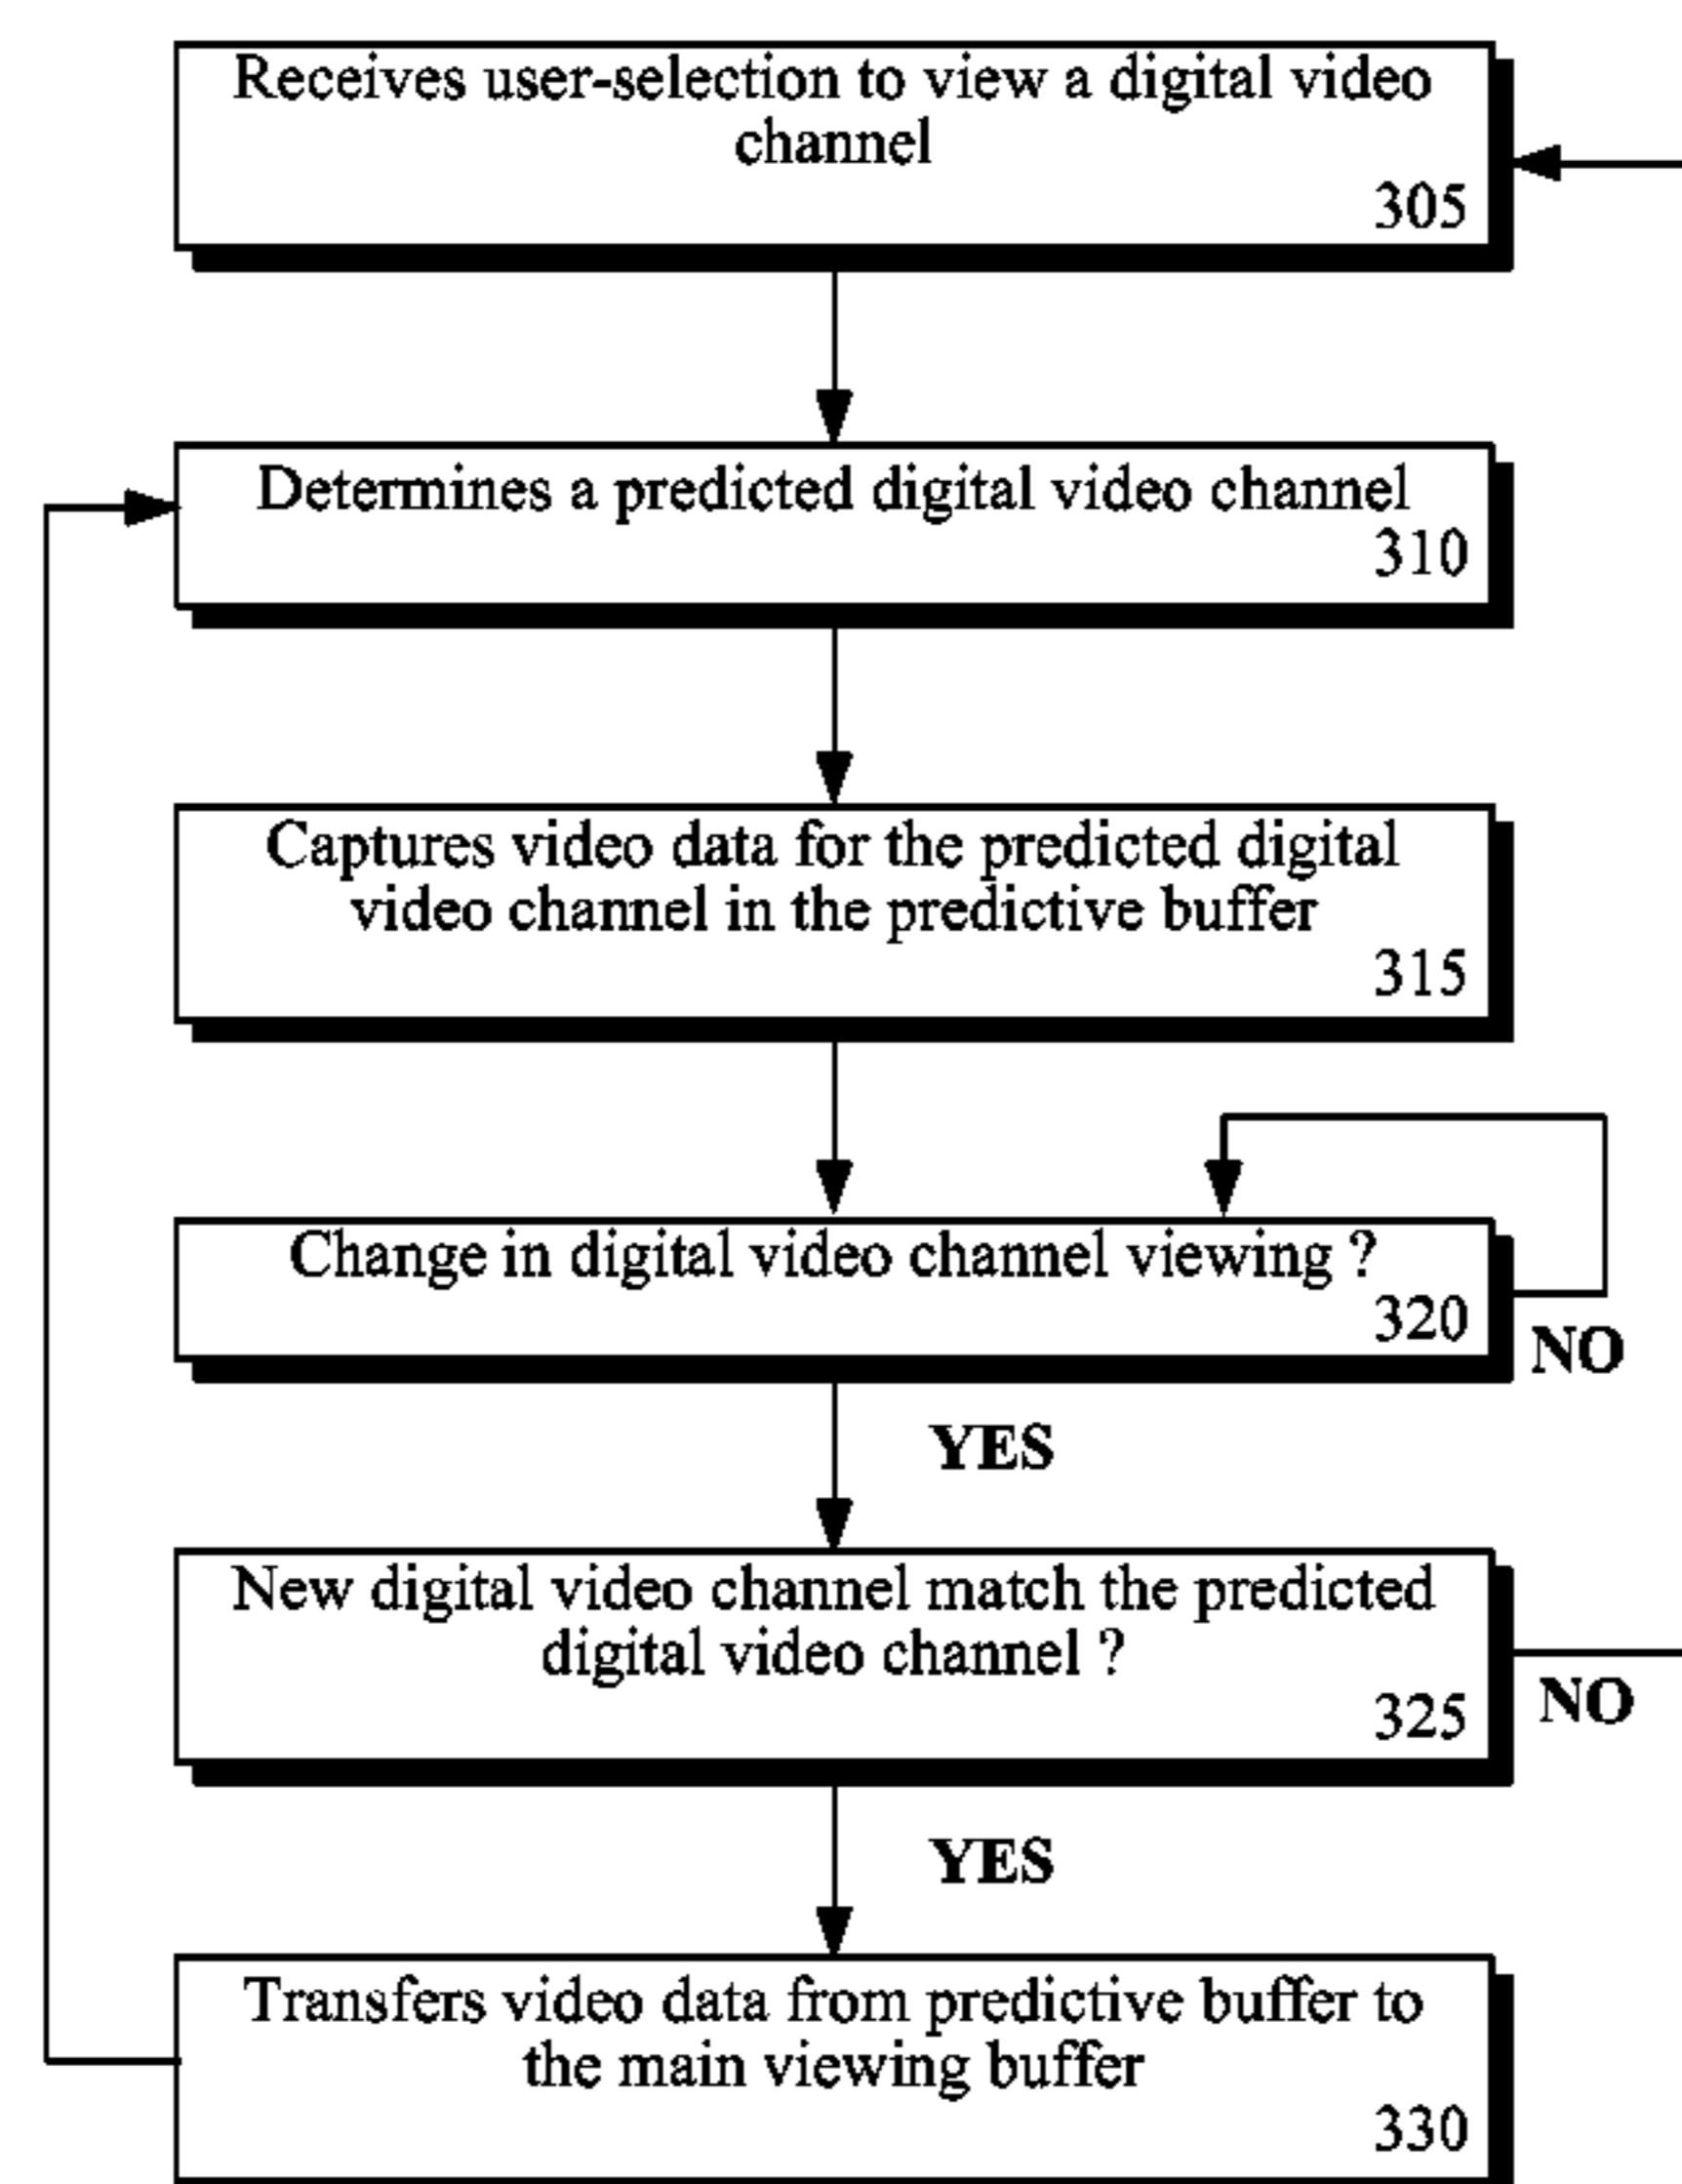 Receives user-selection to view a digital video
channel
305
Determines a predicted digital video channel
310
Captures video data for the predicted digital
video channel in the predictive buffer
315
Change in digital video channel viewing ?
320
NO
YES
New digital video channel match the predicted
digital video channel ?
325
NO
YES
Transfers video data from predictive buffer to
the main viewing buffer
330